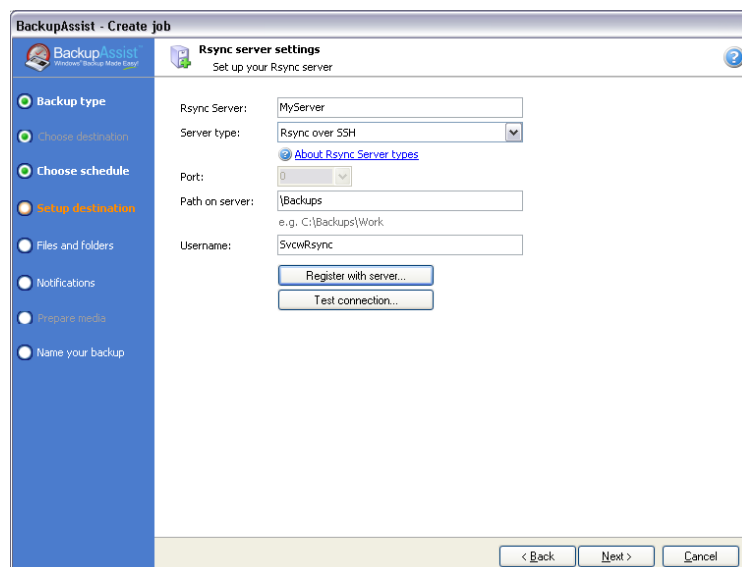 BackupAssist - Create job
BackupAssist
Windows® Backup Made Easy!
Rsync server settings
Set up your Rsync server
Backup type
Choose destination
Choose schedule
Setup destination
Files and folders
Notifications
Prepare media
Name your backup
Rsync Server: MyServer
Server type: Rsync over SSH
About Rsync Server types
Port: 0
Path on server: \Backups
e.g. C:\Backups\Work
Username: SvcwRsync
Register with server...
Test connection...
< Back Next > Cancel